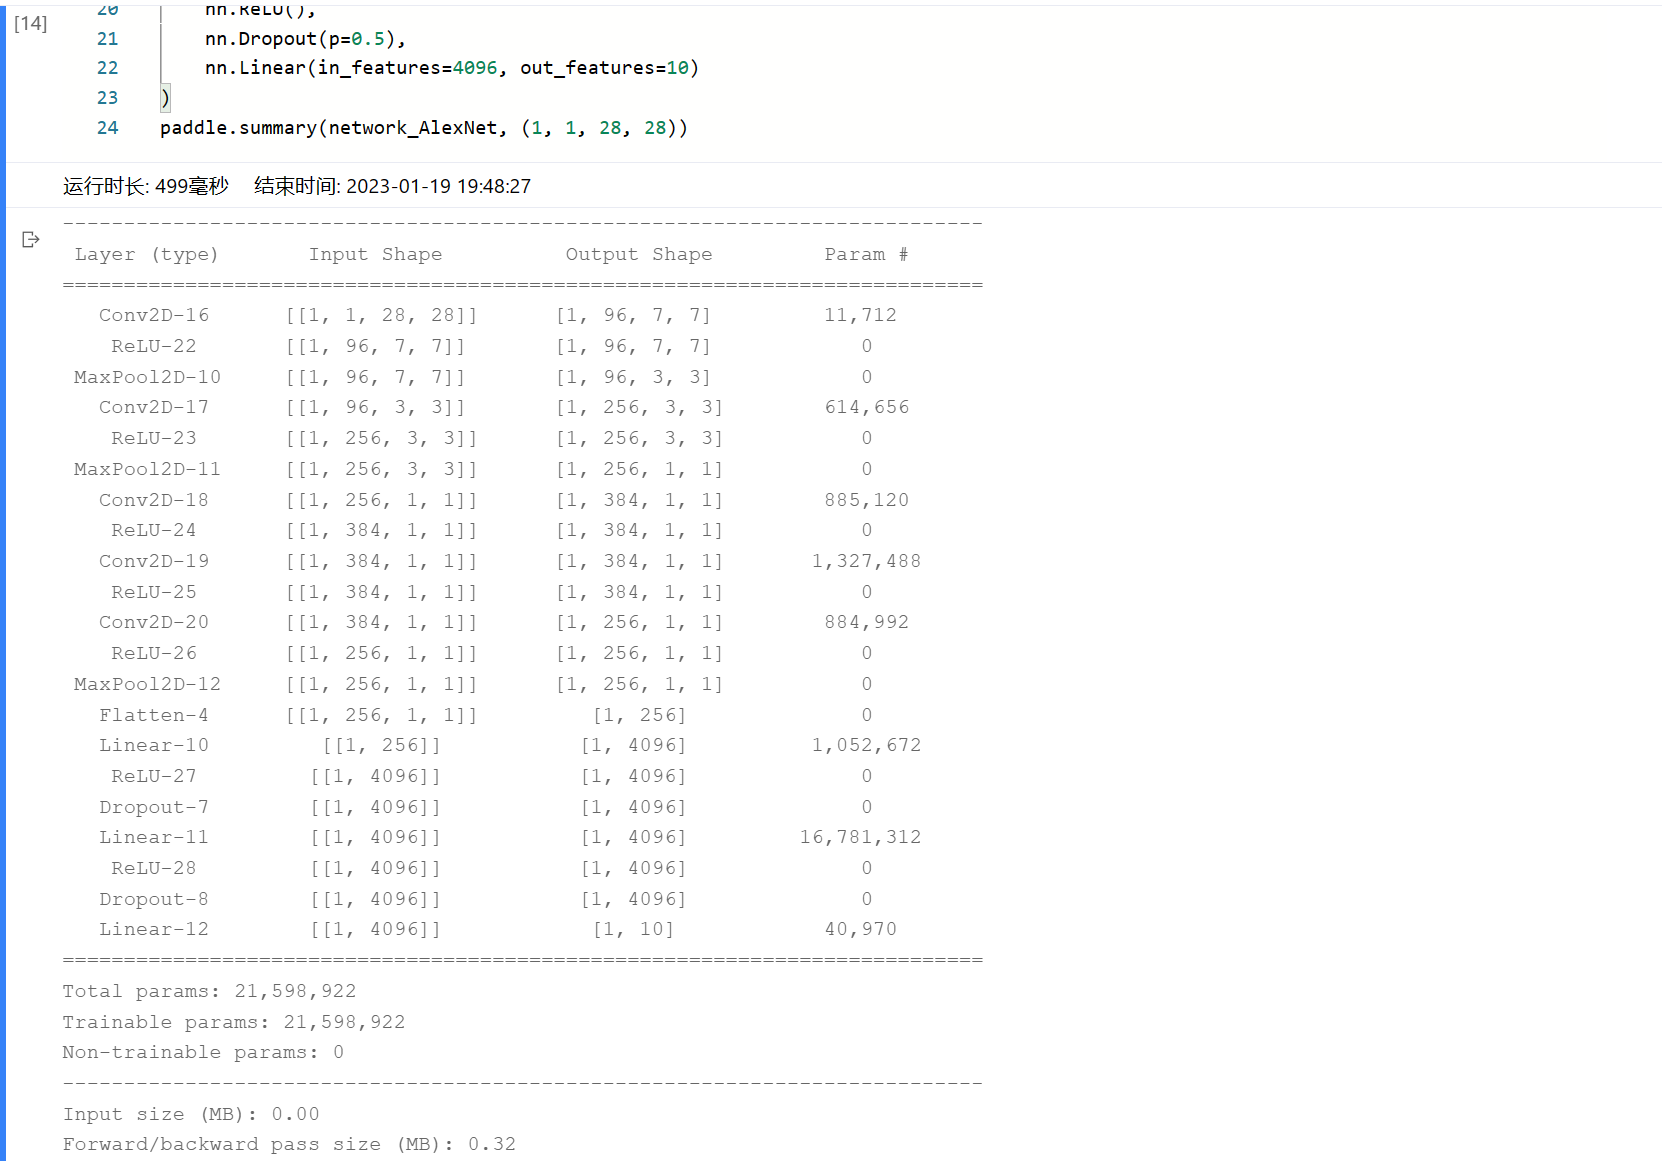 [14]
20 nn.ReLU(),
21 nn.Dropout(p=0.5),
22 nn.Linear(in_features=4096, out_features=10)
23 )
24 paddle.summary(network_AlexNet, (1, 1, 28, 28))
运行时长: 499毫秒 结束时间: 2023-01-19 19:48:27
---------------------------------------------------------------------------
Layer (type) Input Shape Output Shape Param #
===========================================================================
Conv2D-16 [[1, 1, 28, 28]] [1, 96, 7, 7] 11,712
ReLU-22 [[1, 96, 7, 7]] [1, 96, 7, 7] 0
MaxPool2D-10 [[1, 96, 7, 7]] [1, 96, 3, 3] 0
Conv2D-17 [[1, 96, 3, 3]] [1, 256, 3, 3] 614,656
ReLU-23 [[1, 256, 3, 3]] [1, 256, 3, 3] 0
MaxPool2D-11 [[1, 256, 3, 3]] [1, 256, 1, 1] 0
Conv2D-18 [[1, 256, 1, 1]] [1, 384, 1, 1] 885,120
ReLU-24 [[1, 384, 1, 1]] [1, 384, 1, 1] 0
Conv2D-19 [[1, 384, 1, 1]] [1, 384, 1, 1] 1,327,488
ReLU-25 [[1, 384, 1, 1]] [1, 384, 1, 1] 0
Conv2D-20 [[1, 384, 1, 1]] [1, 256, 1, 1] 884,992
ReLU-26 [[1, 256, 1, 1]] [1, 256, 1, 1] 0
MaxPool2D-12 [[1, 256, 1, 1]] [1, 256, 1, 1] 0
Flatten-4 [[1, 256, 1, 1]] [1, 256] 0
Linear-10 [[1, 256]] [1, 4096] 1,052,672
ReLU-27 [[1, 4096]] [1, 4096] 0
Dropout-7 [[1, 4096]] [1, 4096] 0
Linear-11 [[1, 4096]] [1, 4096] 16,781,312
ReLU-28 [[1, 4096]] [1, 4096] 0
Dropout-8 [[1, 4096]] [1, 4096] 0
Linear-12 [[1, 4096]] [1, 10] 40,970
===========================================================================
Total params: 21,598,922
Trainable params: 21,598,922
Non-trainable params: 0
---------------------------------------------------------------------------
Input size (MB): 0.00
Forward/backward pass size (MB): 0.32